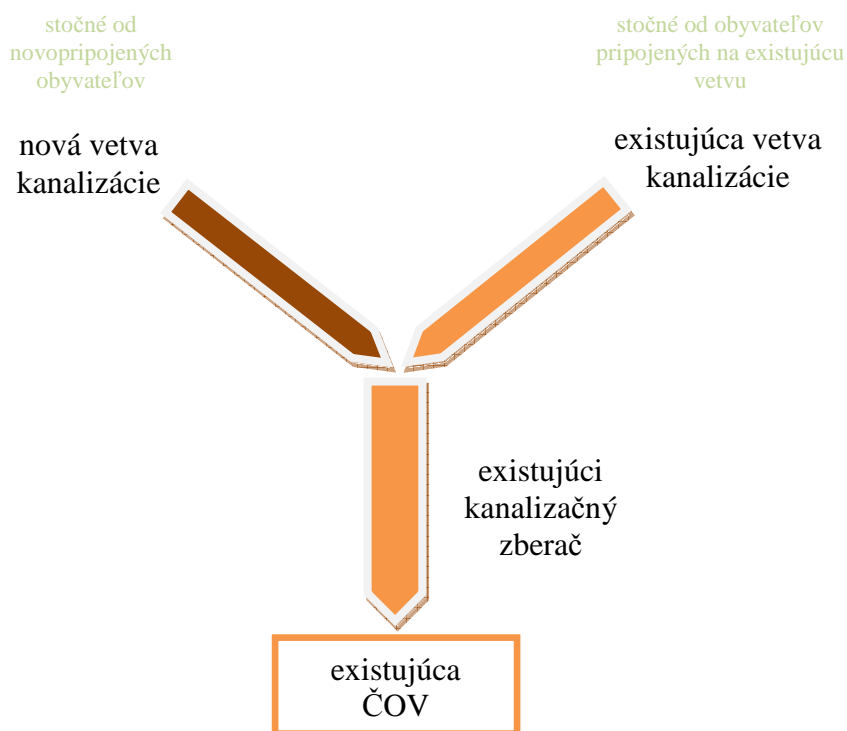 stočné od
novopripojených
obyvateľov
stočné od obyvateľov
pripojených na existujúcu
vetvu
nová vetva
kanalizácie
existujúca vetva
kanalizácie
existujúci
kanalizačný
zberač
existujúca
ČOV